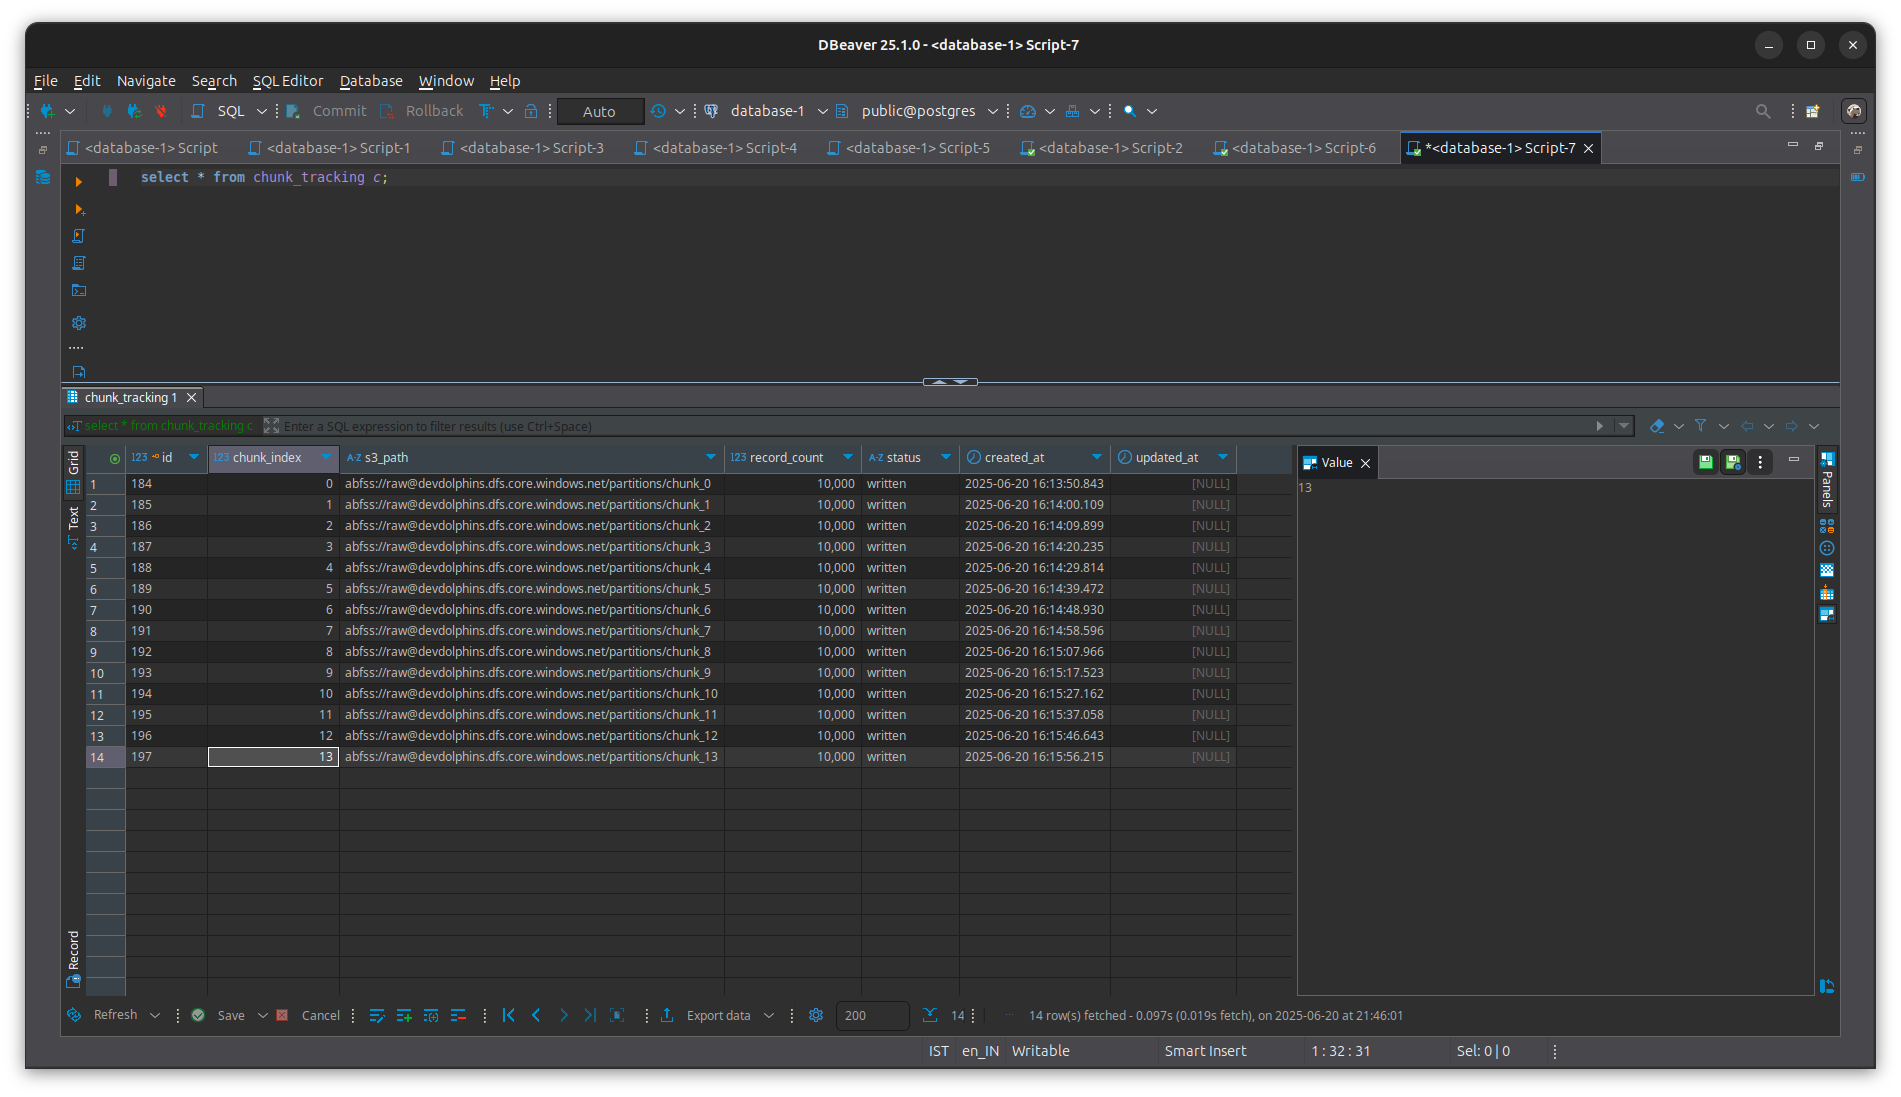 DBeaver 25.1.0 - <database-1> Script-7
File Edit Navigate Search SQL Editor Database Window Help
SQL Commit Rollback Auto database-1 public@postgres
<database-1> Script <database-1> Script-1 <database-1> Script-3 <database-1> Script-4 <database-1> Script-5 <database-1> Script-2 <database-1> Script-6 *<database-1> Script-7
select * from chunk_tracking c;
chunk_tracking 1
select * from chunk_tracking c Enter a SQL expression to filter results (use Ctrl+Space)
Grid
Text
Record
123 id 123 chunk_index A-Z s3_path 123 record_count A-Z status created_at updated_at
1 184 0 abfss://raw@devdolphins.dfs.core.windows.net/partitions/chunk_0 10,000 written 2025-06-20 16:13:50.843 [NULL]
2 185 1 abfss://raw@devdolphins.dfs.core.windows.net/partitions/chunk_1 10,000 written 2025-06-20 16:14:00.109 [NULL]
3 186 2 abfss://raw@devdolphins.dfs.core.windows.net/partitions/chunk_2 10,000 written 2025-06-20 16:14:09.899 [NULL]
4 187 3 abfss://raw@devdolphins.dfs.core.windows.net/partitions/chunk_3 10,000 written 2025-06-20 16:14:20.235 [NULL]
5 188 4 abfss://raw@devdolphins.dfs.core.windows.net/partitions/chunk_4 10,000 written 2025-06-20 16:14:29.814 [NULL]
6 189 5 abfss://raw@devdolphins.dfs.core.windows.net/partitions/chunk_5 10,000 written 2025-06-20 16:14:39.472 [NULL]
7 190 6 abfss://raw@devdolphins.dfs.core.windows.net/partitions/chunk_6 10,000 written 2025-06-20 16:14:48.930 [NULL]
8 191 7 abfss://raw@devdolphins.dfs.core.windows.net/partitions/chunk_7 10,000 written 2025-06-20 16:14:58.596 [NULL]
9 192 8 abfss://raw@devdolphins.dfs.core.windows.net/partitions/chunk_8 10,000 written 2025-06-20 16:15:07.966 [NULL]
10 193 9 abfss://raw@devdolphins.dfs.core.windows.net/partitions/chunk_9 10,000 written 2025-06-20 16:15:17.523 [NULL]
11 194 10 abfss://raw@devdolphins.dfs.core.windows.net/partitions/chunk_10 10,000 written 2025-06-20 16:15:27.162 [NULL]
12 195 11 abfss://raw@devdolphins.dfs.core.windows.net/partitions/chunk_11 10,000 written 2025-06-20 16:15:37.058 [NULL]
13 196 12 abfss://raw@devdolphins.dfs.core.windows.net/partitions/chunk_12 10,000 written 2025-06-20 16:15:46.643 [NULL]
14 197 13 abfss://raw@devdolphins.dfs.core.windows.net/partitions/chunk_13 10,000 written 2025-06-20 16:15:56.215 [NULL]
Value
13
Panels
Refresh Save Cancel Export data 200 14 14 row(s) fetched - 0.097s (0.019s fetch), on 2025-06-20 at 21:46:01
IST en_IN Writable Smart Insert 1 : 32 : 31 Sel: 0 | 0